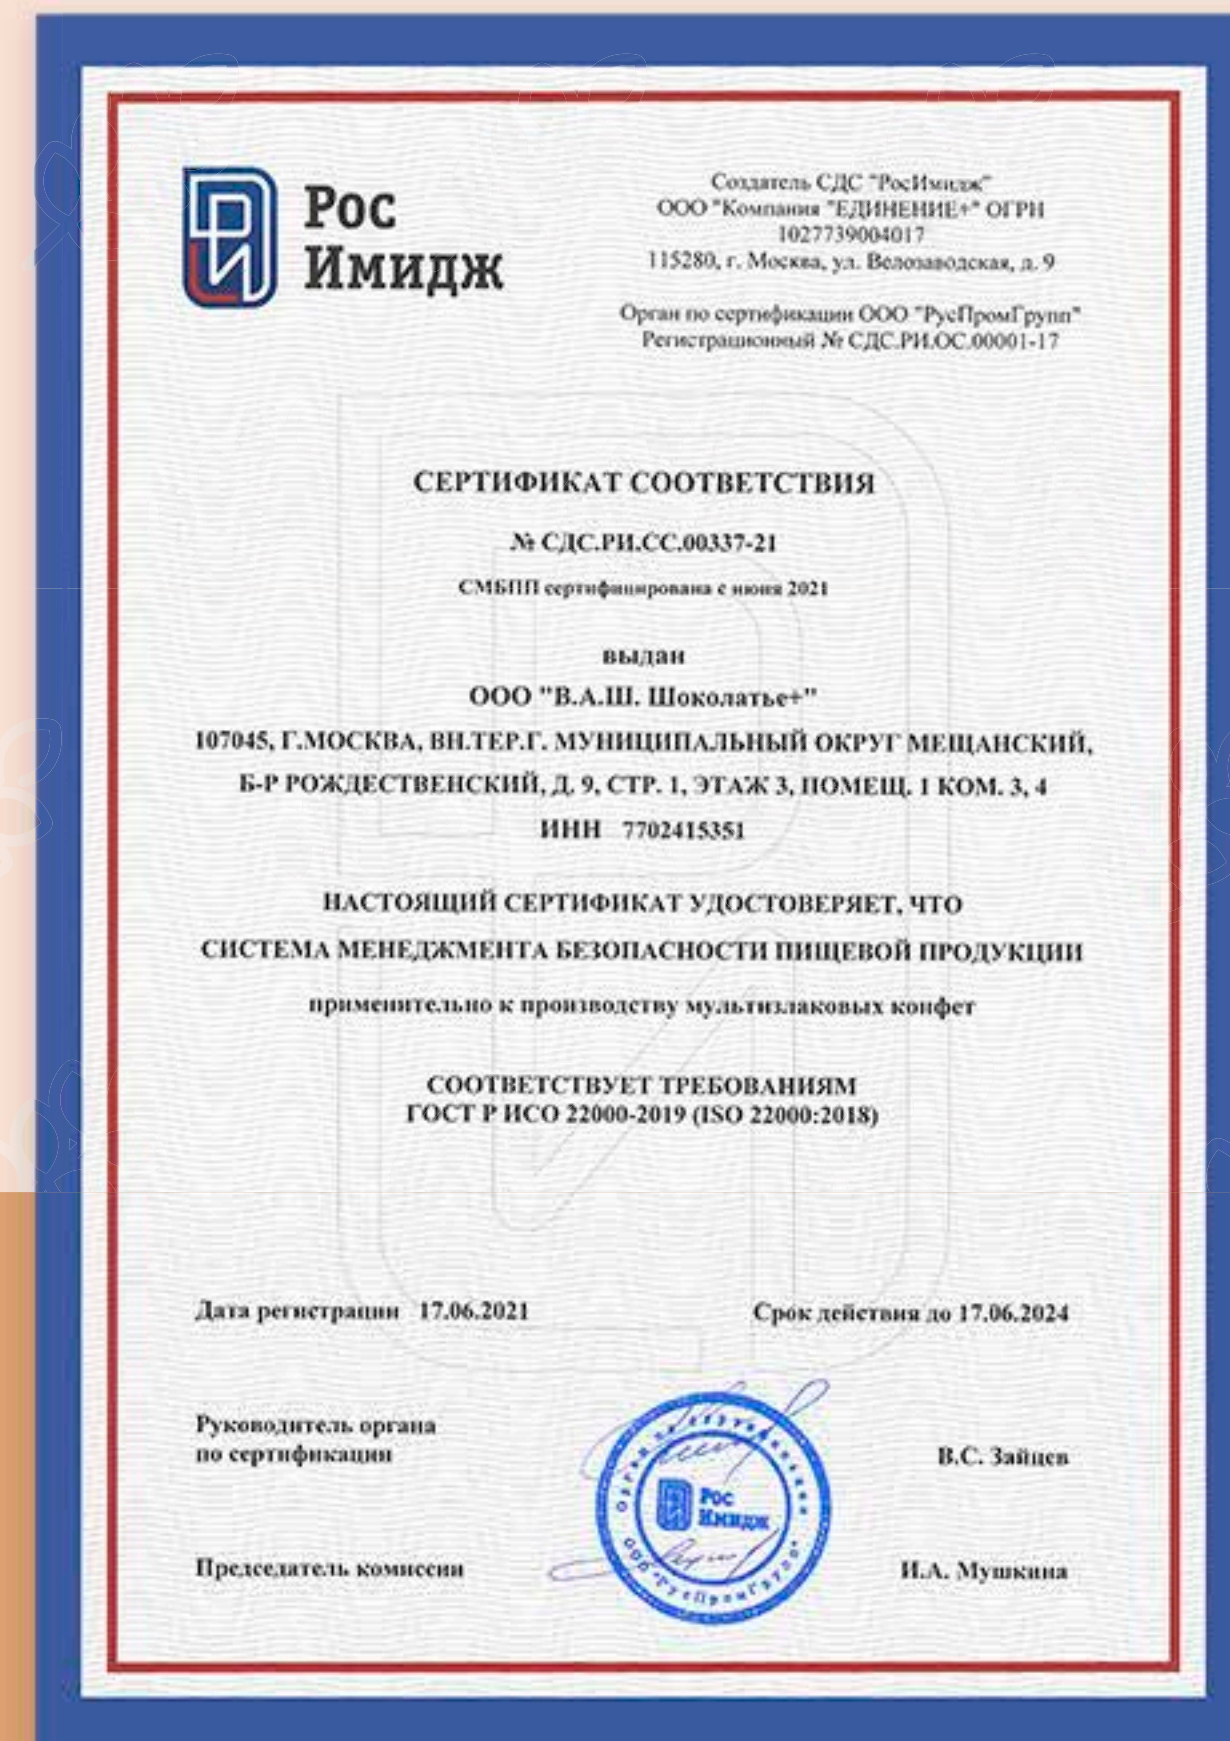 Рос
Имидж
Создатель СДС "РосИмидж"
ООО "Компания "ЕДИНЕНИЕ+" ОГРН
1027739004017
115280, г. Москва, ул. Велозаводская, д. 9
Орган по сертификации ООО "РусПромГрупп"
Регистрационный № СДС.РИ.ОС.00001-17
СЕРТИФИКАТ СООТВЕТСТВИЯ
№ СДС.РИ.СС.00337-21
СМБПП сертифицирована с июня 2021
выдан
ООО "В.А.Ш. Шоколатье+"
107045, Г.МОСКВА, ВН.ТЕР.Г. МУНИЦИПАЛЬНЫЙ ОКРУГ МЕЩАНСКИЙ,
Б-Р РОЖДЕСТВЕНСКИЙ, Д. 9, СТР. 1, ЭТАЖ 3, ПОМЕЩ. 1 КОМ. 3, 4
ИНН 7702415351
НАСТОЯЩИЙ СЕРТИФИКАТ УДОСТОВЕРЯЕТ, ЧТО
СИСТЕМА МЕНЕДЖМЕНТА БЕЗОПАСНОСТИ ПИЩЕВОЙ ПРОДУКЦИИ
применительно к производству мультизлаковых конфет
СООТВЕТСТВУЕТ ТРЕБОВАНИЯМ
ГОСТ Р ИСО 22000-2019 (ISO 22000:2018)
Дата регистрации 17.06.2021
Срок действия до 17.06.2024
Руководитель органа
по сертификации
В.С. Зайцев
Орган по сертификации
Рос
Имидж
ООО "РусПромГрупп"
Председатель комиссии
И.А. Мушкина